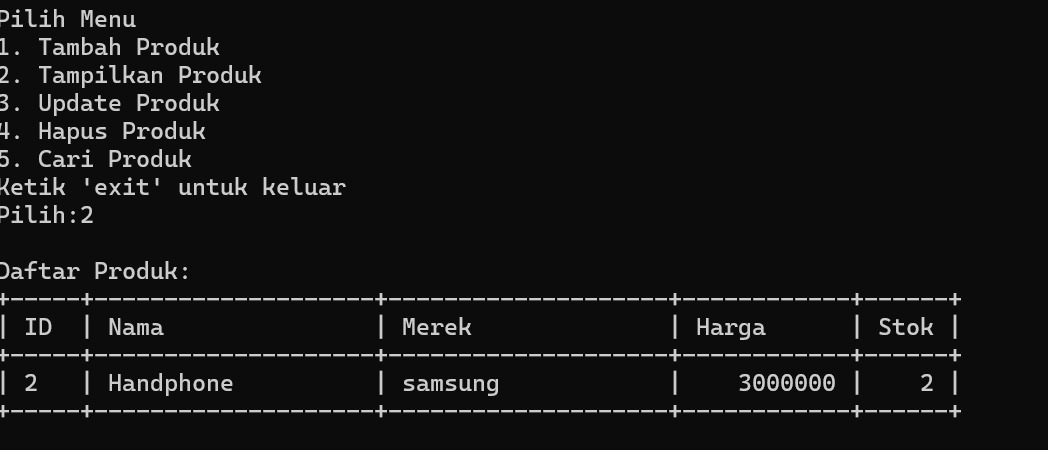 Pilih Menu
1. Tambah Produk
2. Tampilkan Produk
3. Update Produk
4. Hapus Produk
5. Cari Produk
Ketik 'exit' untuk keluar
Pilih:2
Daftar Produk:
+-----+--------------------+--------------------+------------+------+
| ID  | Nama               | Merek              | Harga      | Stok |
+-----+--------------------+--------------------+------------+------+
| 2   | Handphone          | samsung            |    3000000 |    2 |
+-----+--------------------+--------------------+------------+------+